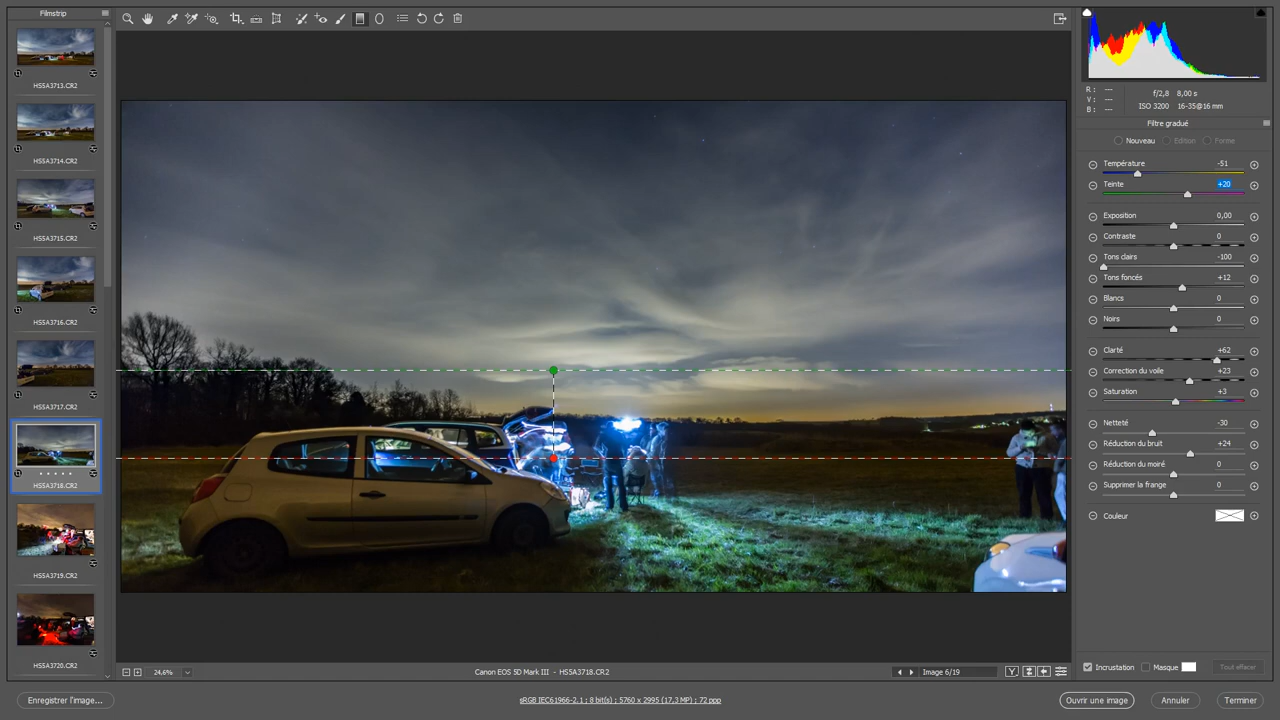 Filmstrip
HS5A3713.CR2
HS5A3714.CR2
HS5A3715.CR2
HS5A3716.CR2
HS5A3717.CR2
HS5A3718.CR2
HS5A3719.CR2
HS5A3720.CR2
24,6%
Canon EOS 5D Mark III - HS5A3718.CR2
Image 6/19
Y
R : ---
V : ---
B : ---
f/2,8 8,00 s
ISO 3200 16-35@16 mm
Filtre gradué
Nouveau Edition Forme
Température -51
Teinte +20
Exposition 0,00
Contraste 0
Tons clairs -100
Tons foncés +12
Blancs 0
Noirs 0
Clarté +62
Correction du voile +23
Saturation +3
Netteté -30
Réduction du bruit +24
Réduction du moiré 0
Supprimer la frange 0
Couleur
Incrustation Masque Tout effacer
Enregistrer l'image...
sRGB IEC61966-2.1 ; 8 bit(s) ; 5760 x 2995 (17,3 MP) ; 72 ppp
Ouvrir une image Annuler Terminer